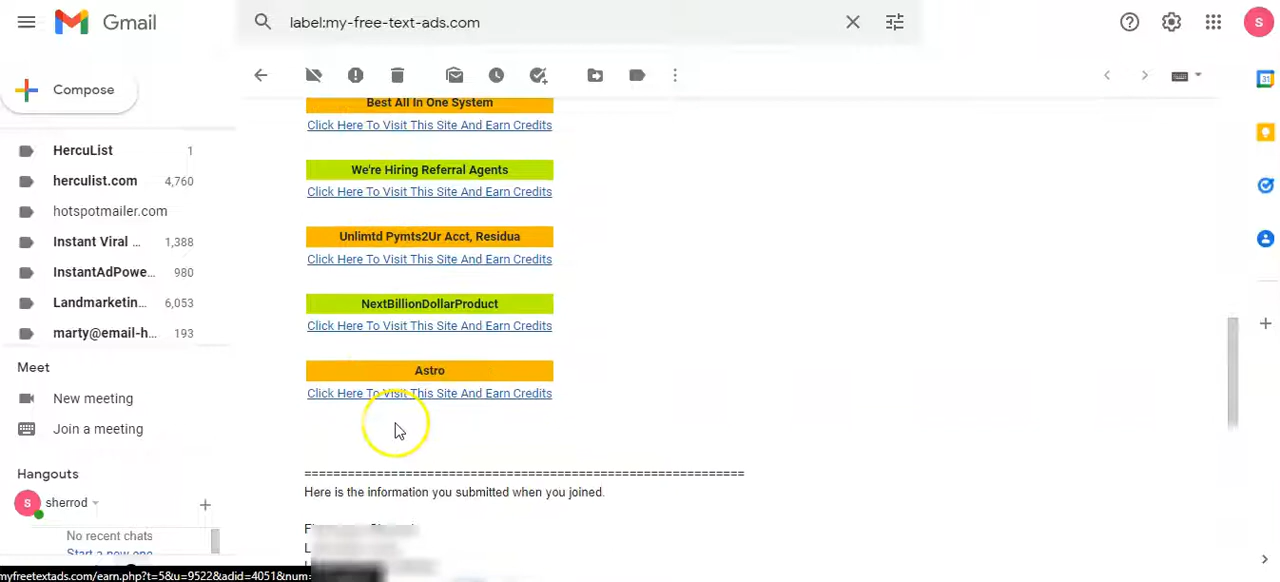 Gmail
label:my-free-text-ads.com
S
Compose
HercuList 1
herculist.com 4,760
hotspotmailer.com
Instant Viral ... 1,388
InstantAdPowe... 980
Landmarketin... 6,053
marty@email-h... 193
Meet
New meeting
Join a meeting
Hangouts
S sherrod
No recent chats
Start a new one
myfreetextads.com/earn.php?t=5&u=9522&adid=4051&num=
Best All In One System
Click Here To Visit This Site And Earn Credits
We're Hiring Referral Agents
Click Here To Visit This Site And Earn Credits
Unlimtd Pymts2Ur Acct, Residua
Click Here To Visit This Site And Earn Credits
NextBillionDollarProduct
Click Here To Visit This Site And Earn Credits
Astro
Click Here To Visit This Site And Earn Credits
=============================================================
Here is the information you submitted when you joined.
31